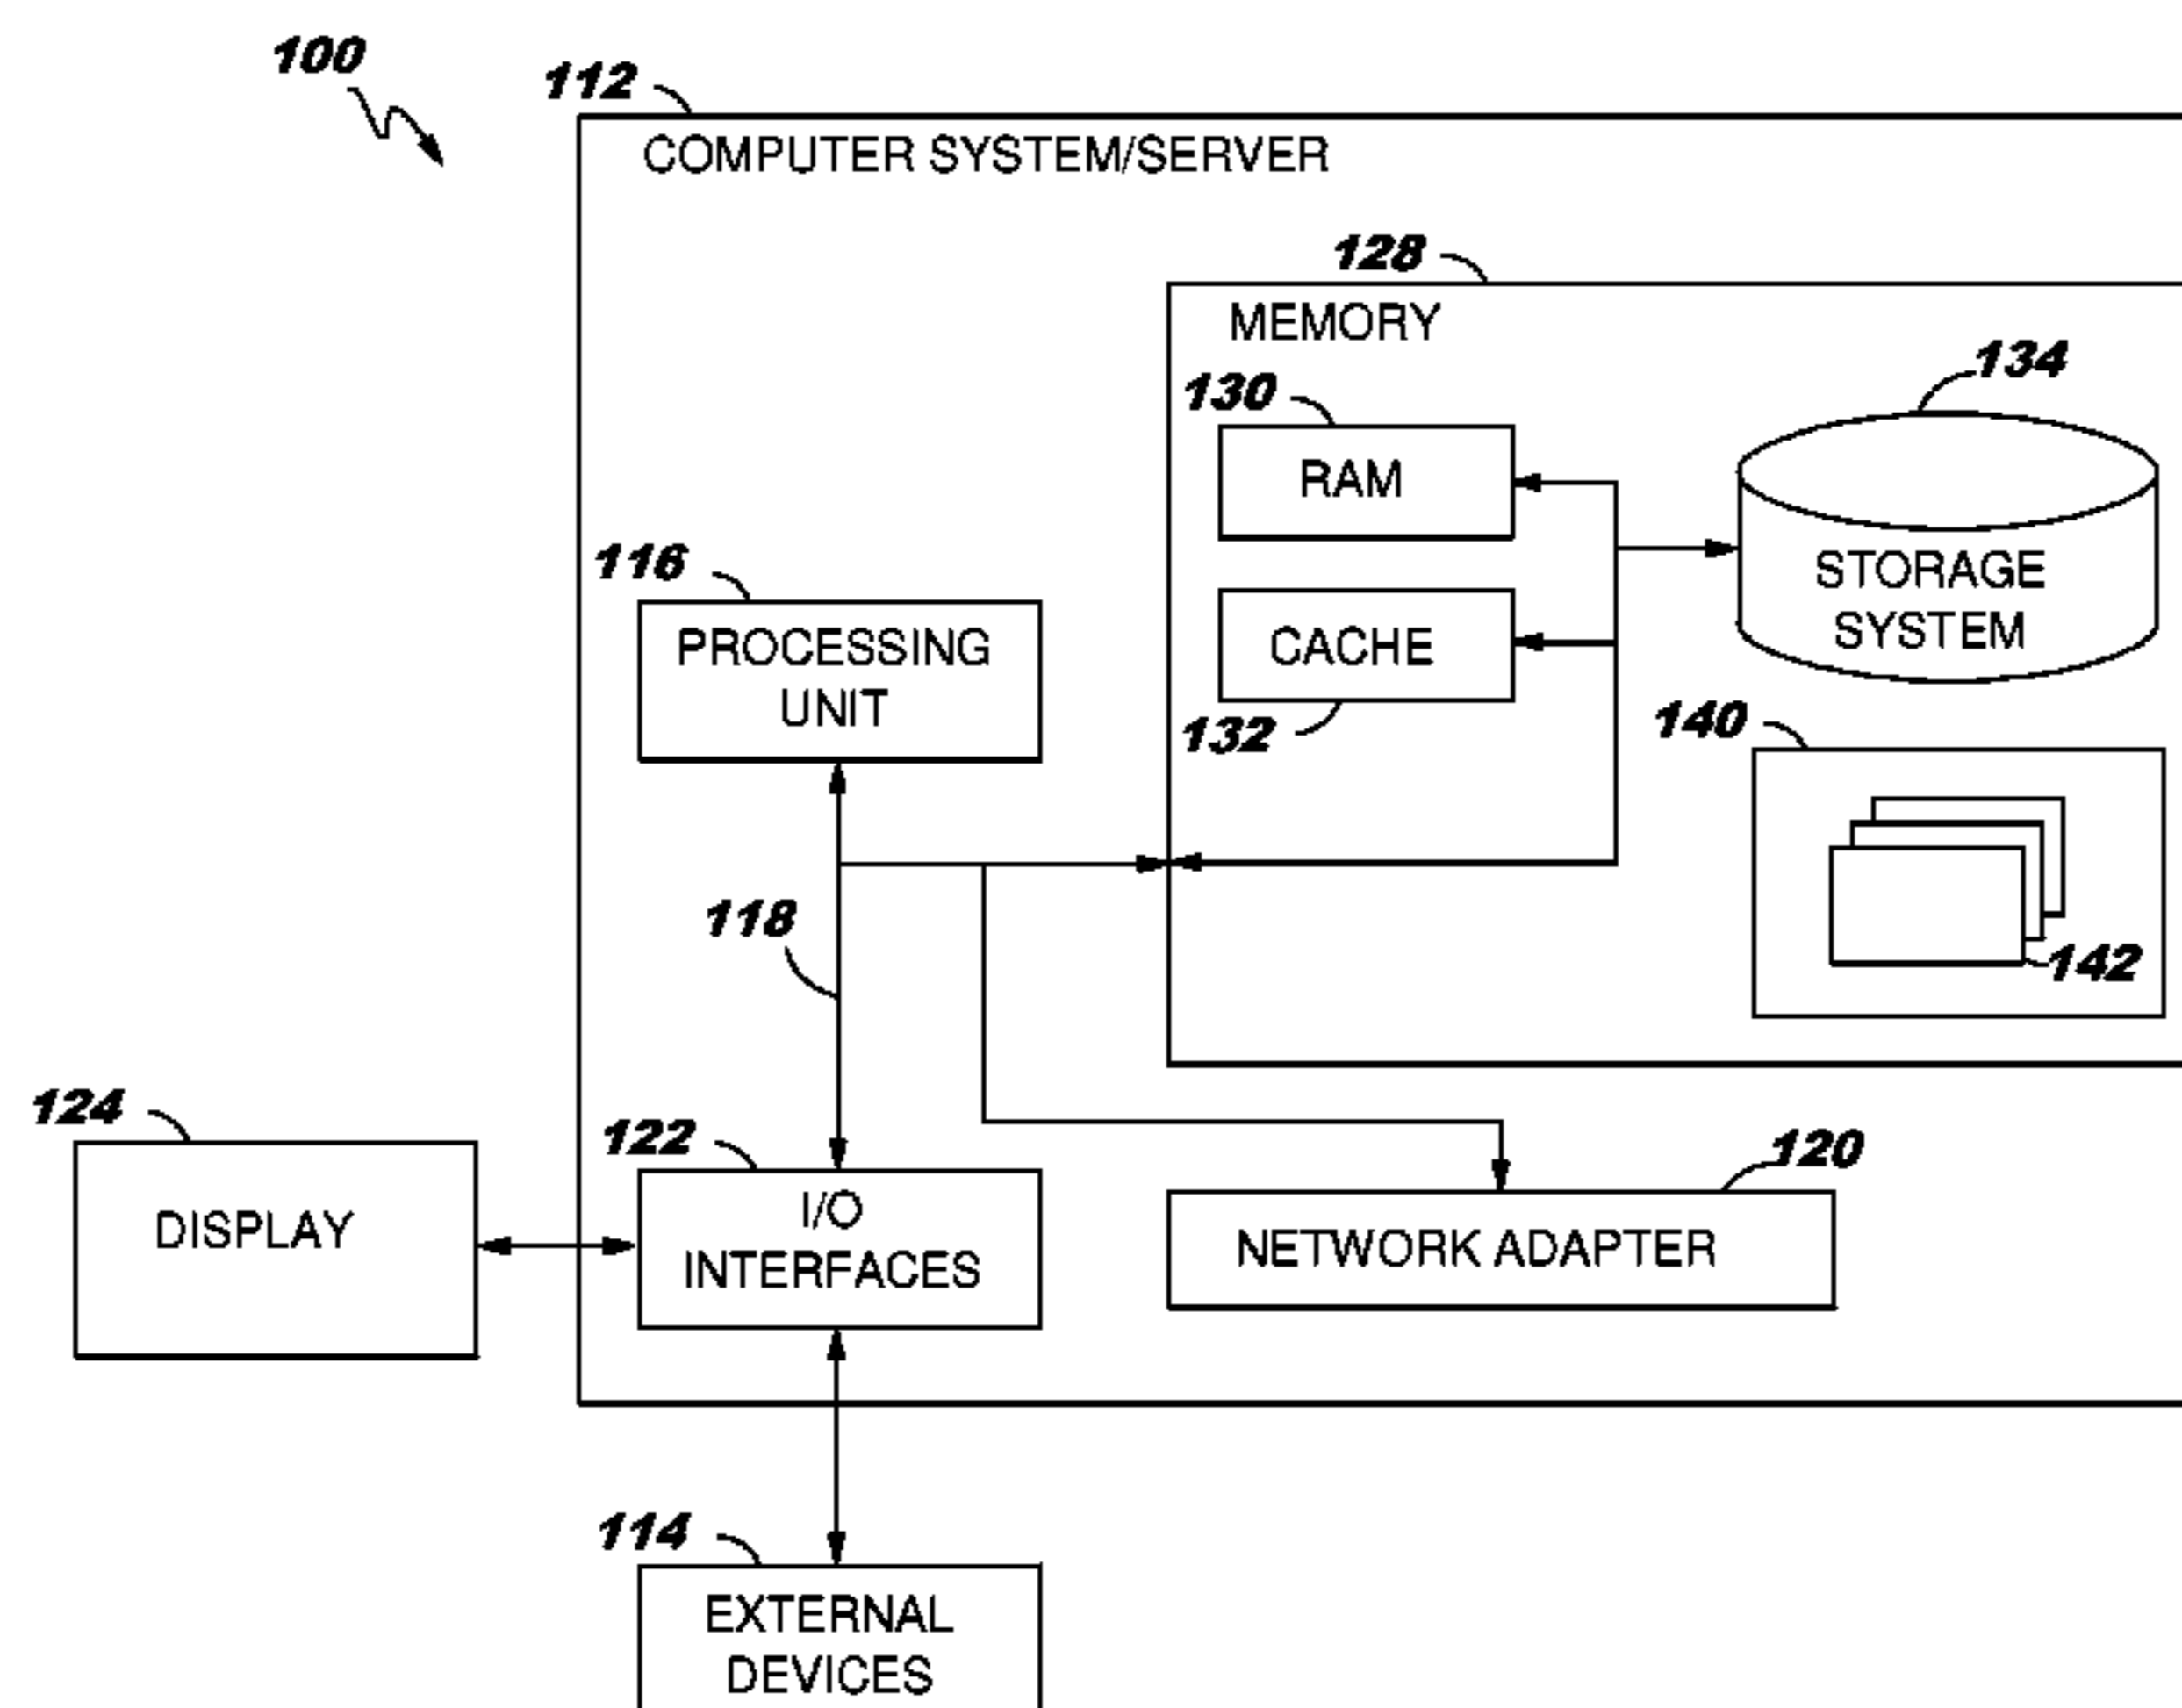 100
112
COMPUTER SYSTEM/SERVER
128
MEMORY
134
130
RAM
STORAGE
SYSTEM
116
PROCESSING
UNIT
CACHE
132
140
118
142
124
DISPLAY
122
I/O
INTERFACES
120
NETWORK ADAPTER
114
EXTERNAL
DEVICES